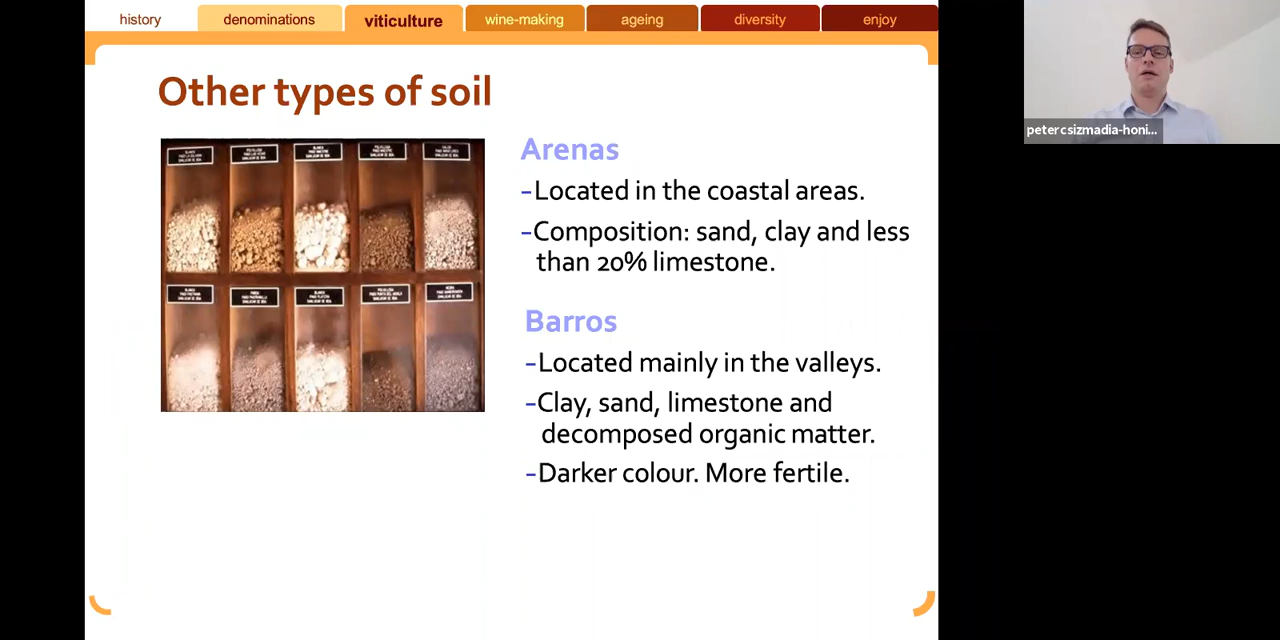 history denominations viticulture wine-making ageing diversity enjoy
Other types of soil
Arenas
-Located in the coastal areas.
-Composition: sand, clay and less
than 20% limestone.
Barros
-Located mainly in the valleys.
-Clay, sand, limestone and
decomposed organic matter.
-Darker colour. More fertile.
petercsizmadia-honi...